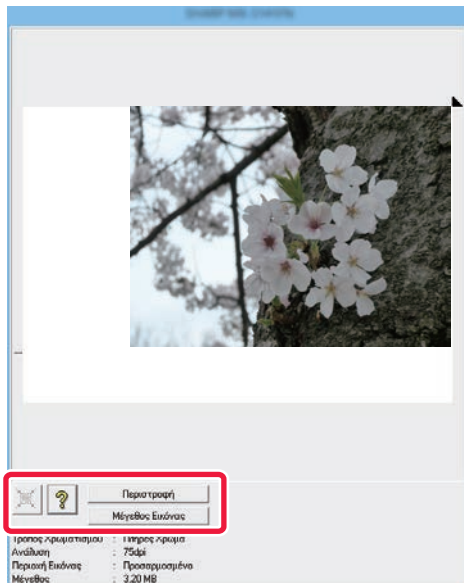 ?
Περιστροφή
Μέγεθος Εικόνας
Τρόπος Χρωματισμού : Πλήρες Χρώμα
Ανάλυση : 75dpi
Περιοχή Εικόνας : Προσαρμοσμένο
Μέγεθος : 3.20 MB